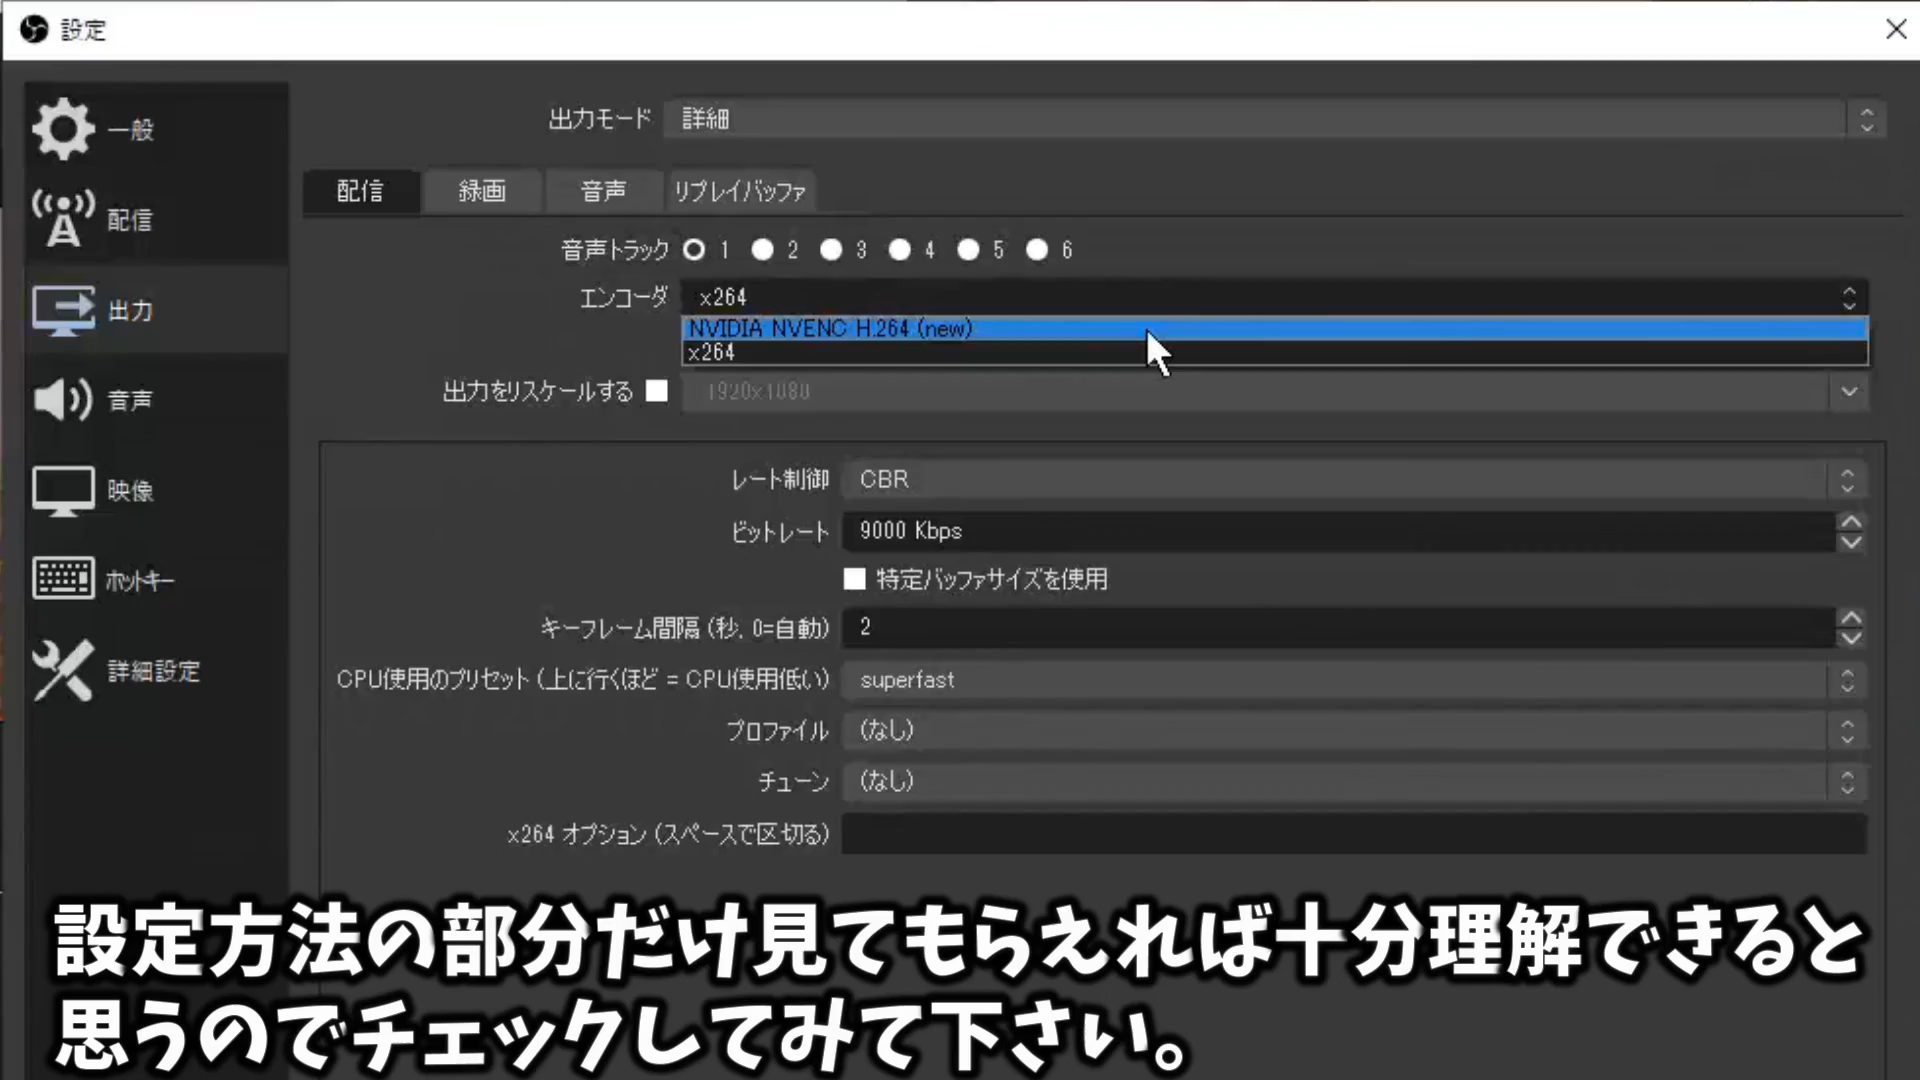 設定
一般
配信
出力
音声
映像
ホットキー
詳細設定
出力モード 詳細
配信 録画 音声 リプレイバッファ
音声トラック 1 2 3 4 5 6
エンコーダ x264
NVIDIA NVENC H.264 (new)
x264
出力をリスケールする 1920x1080
レート制御 CBR
ビットレート 9000 Kbps
特定バッファサイズを使用
キーフレーム間隔 (秒、0=自動) 2
CPU使用のプリセット (上に行くほど = CPU使用低い) superfast
プロファイル (なし)
チューン (なし)
x264 オプション (スペースで区切る)
設定方法の部分だけ見てもらえれば十分理解できると
思うのでチェックしてみて下さい。